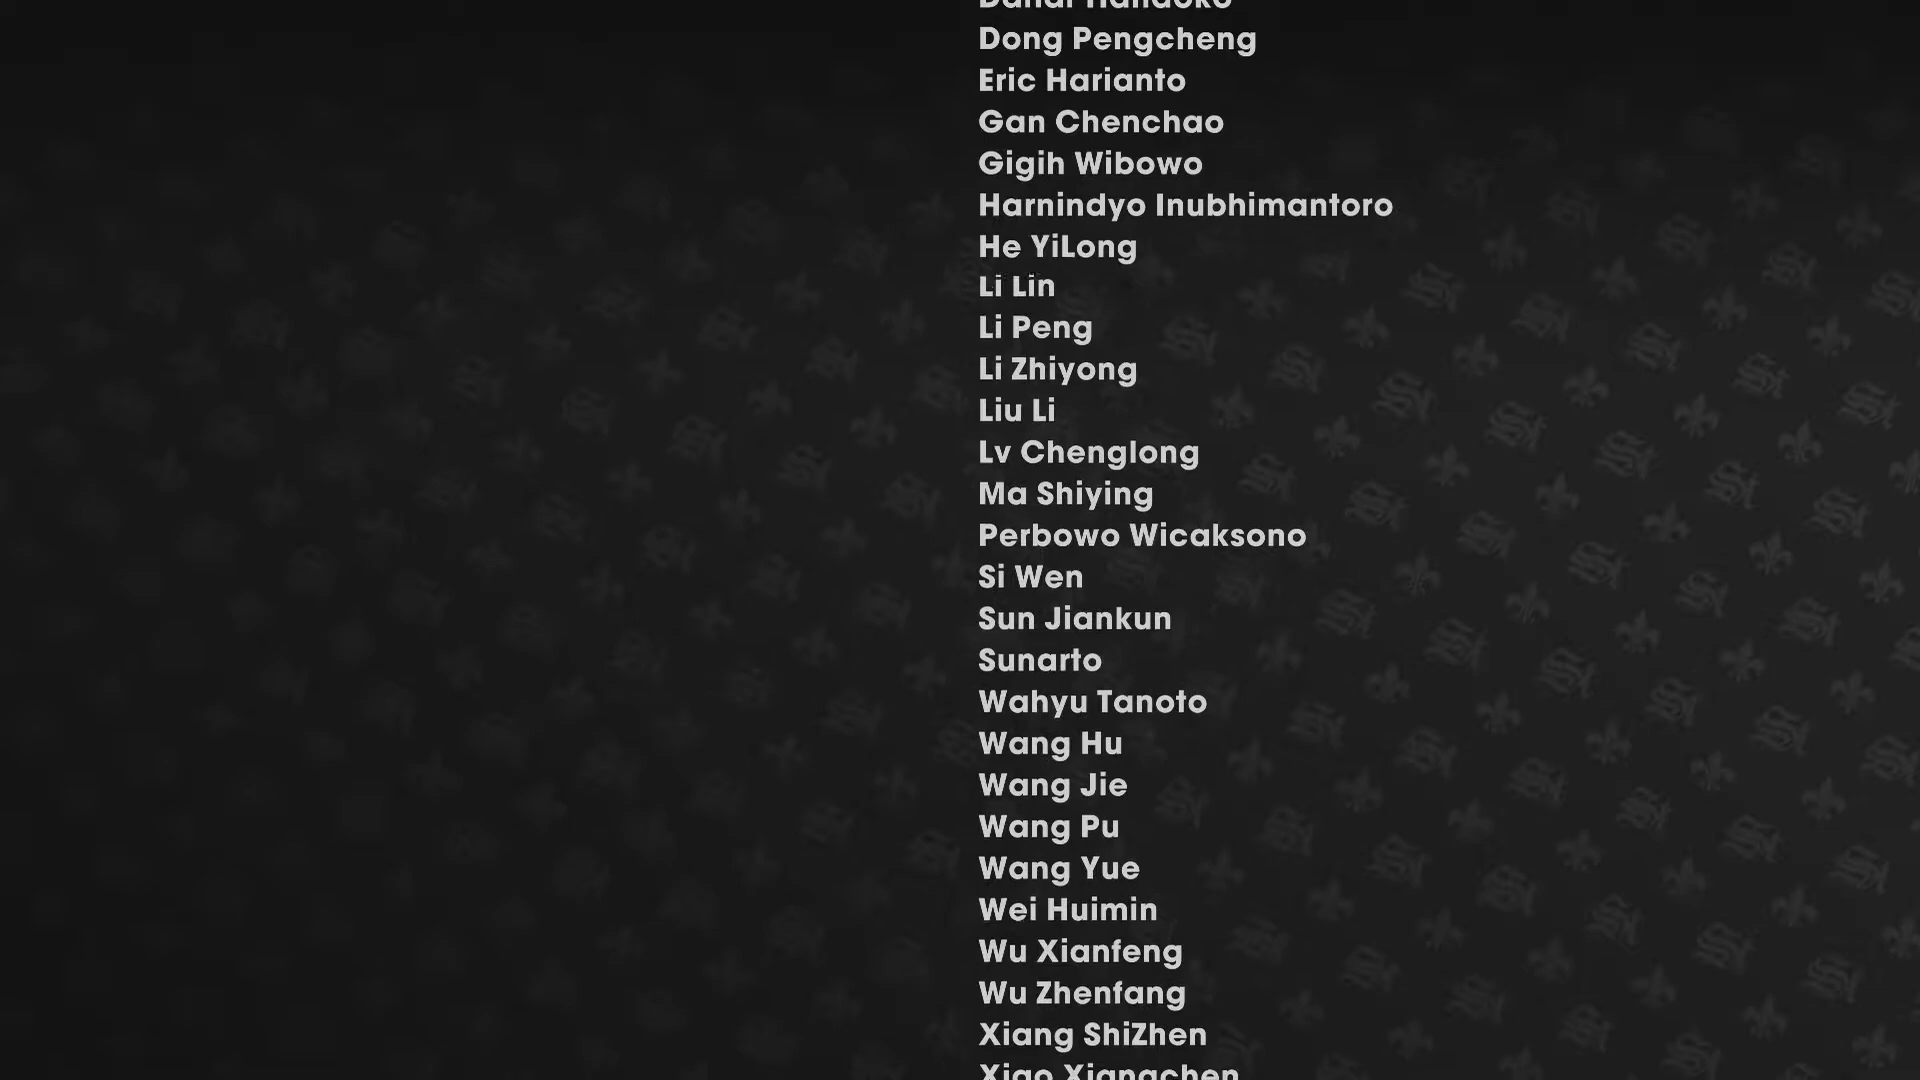 Dong Pengcheng
Eric Harianto
Gan Chenchao
Gigih Wibowo
Harnindyo Inubhimantoro
He YiLong
Li Lin
Li Peng
Li Zhiyong
Liu Li
Lv Chenglong
Ma Shiying
Perbowo Wicaksono
Si Wen
Sun Jiankun
Sunarto
Wahyu Tanoto
Wang Hu
Wang Jie
Wang Pu
Wang Yue
Wei Huimin
Wu Xianfeng
Wu Zhenfang
Xiang ShiZhen
Xiao Xiangchen